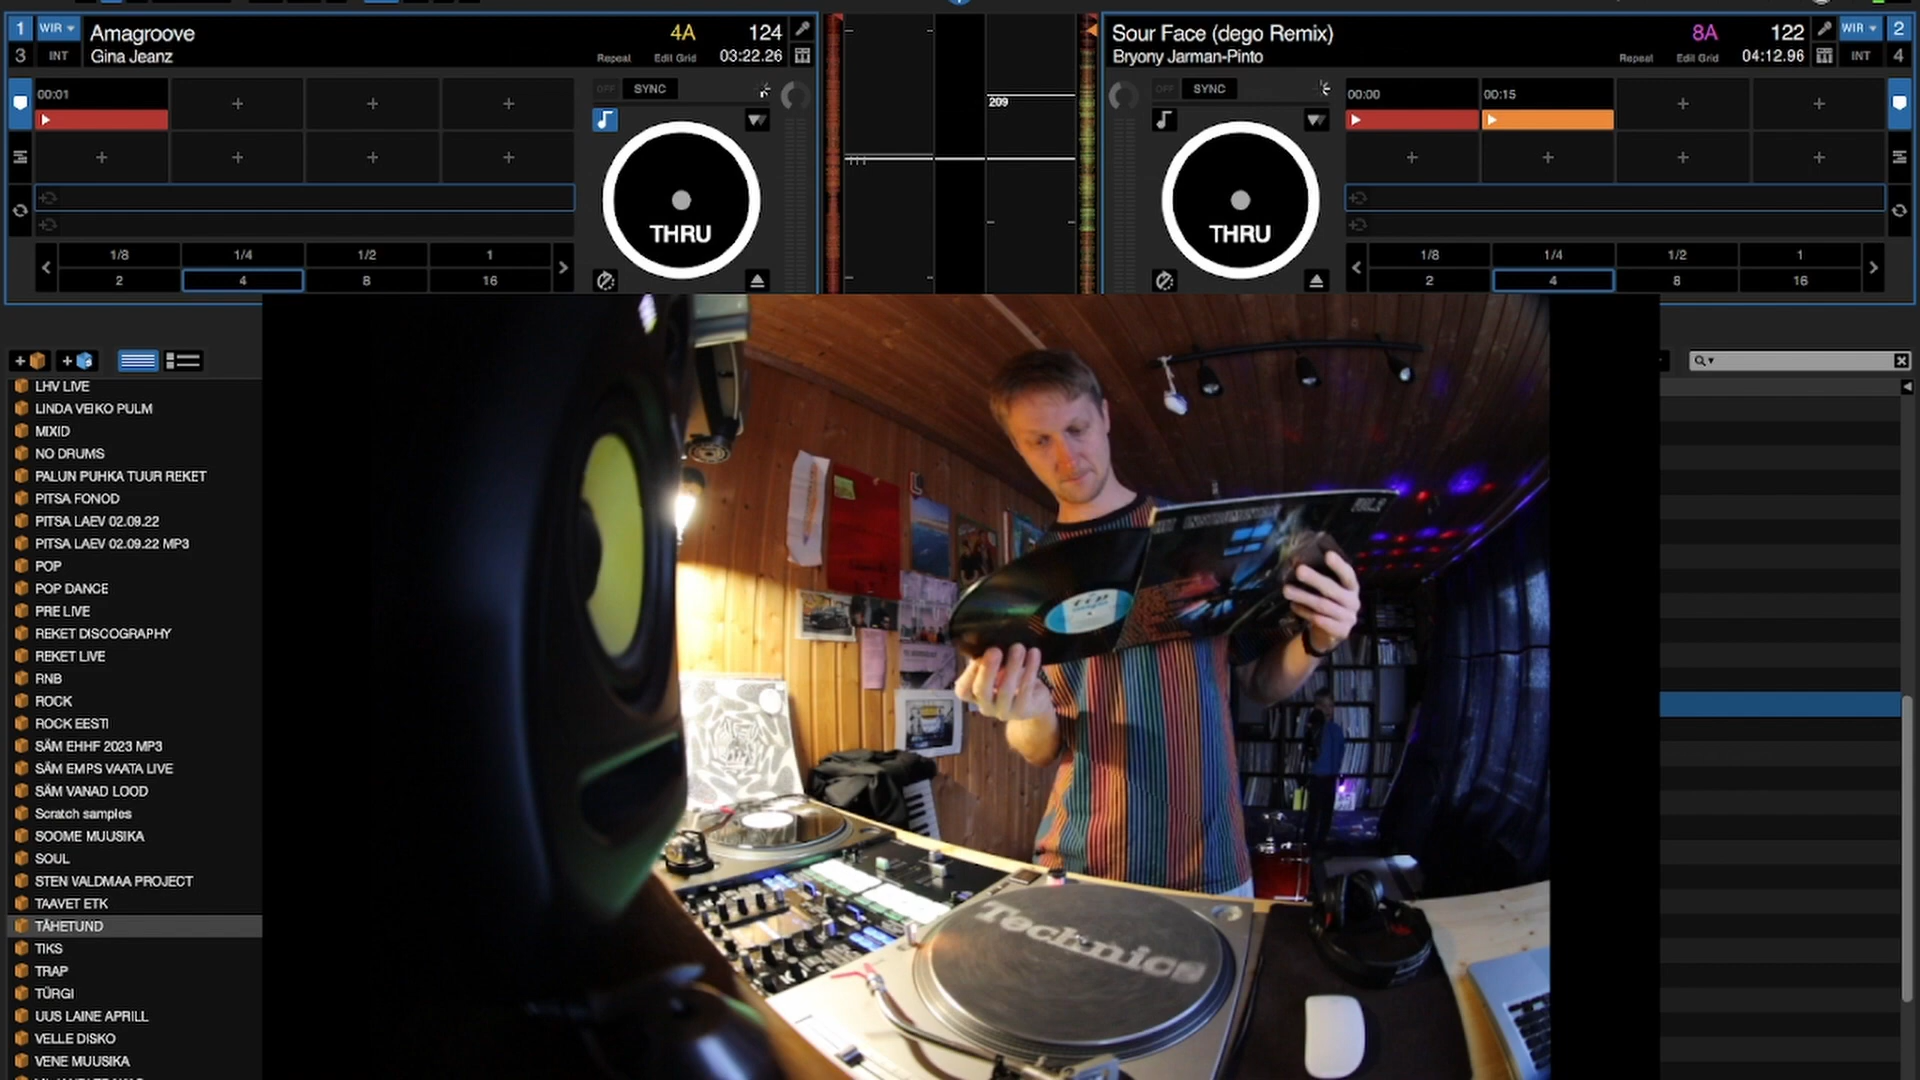 1 WIR Amagroove 4A 124
3 INT Gina Jeanz Repeat Edit Grid 03:22.26
Sour Face (dego Remix) 8A 122 WIR 2
Bryony Jarman-Pinto Repeat Edit Grid 04:12.96 INT 4
OFF SYNC
OFF SYNC
00:01
209
00:00 00:15
THRU
THRU
1/8 1/4 1/2 1
2 4 8 16
1/8 1/4 1/2 1
2 4 8 16
LHV LIVE
LINDA VEIKO PULM
MIXID
NO DRUMS
PALUN PUHKA TUUR REKET
PITSA FONOD
PITSA LAEV 02.09.22
PITSA LAEV 02.09.22 MP3
POP
POP DANCE
PRE LIVE
REKET DISCOGRAPHY
REKET LIVE
RNB
ROCK
ROCK EESTI
SÄM EHHF 2023 MP3
SÄM EMPS VAATA LIVE
SÄM VANAD LOOD
Scratch samples
SOOME MUUSIKA
SOUL
STEN VALDMAA PROJECT
TAAVET ETK
TÄHETUND
TIKS
TRAP
TÜRGI
UUS LAINE APRILL
VELLE DISKO
VENE MUUSIKA
Technics